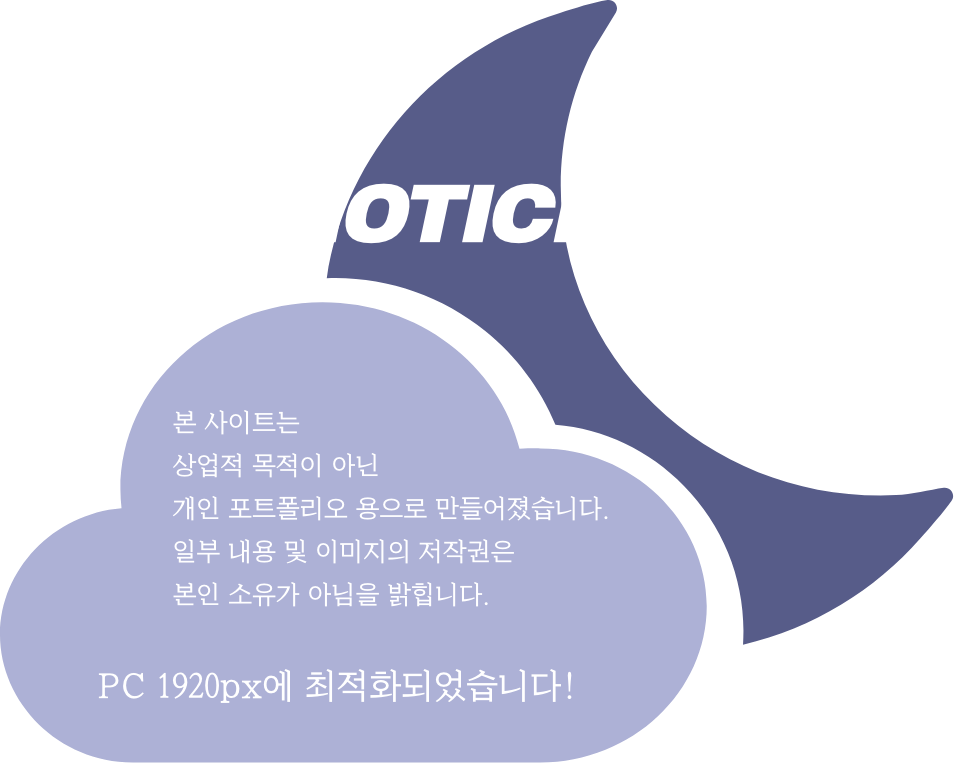 NOTICE
본 사이트는
상업적 목적이 아닌
개인 포트폴리오 용으로 만들어졌습니다.
일부 내용 및 이미지의 저작권은
본인 소유가 아님을 밝힙니다.
PC 1920px에 최적화되었습니다!